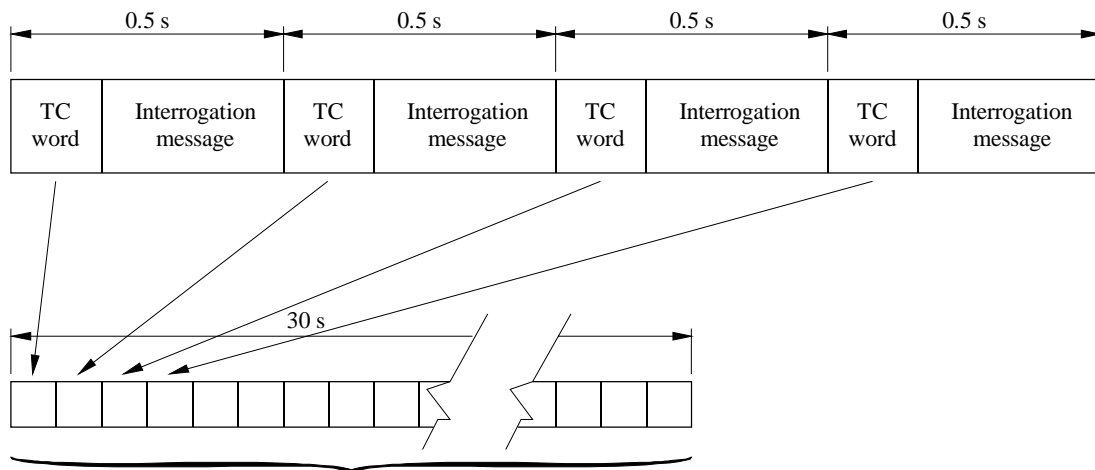 0.5 s 0.5 s 0.5 s 0.5 s
TC Interrogation TC Interrogation TC Interrogation TC Interrogation
word message word message word message word message
30 s